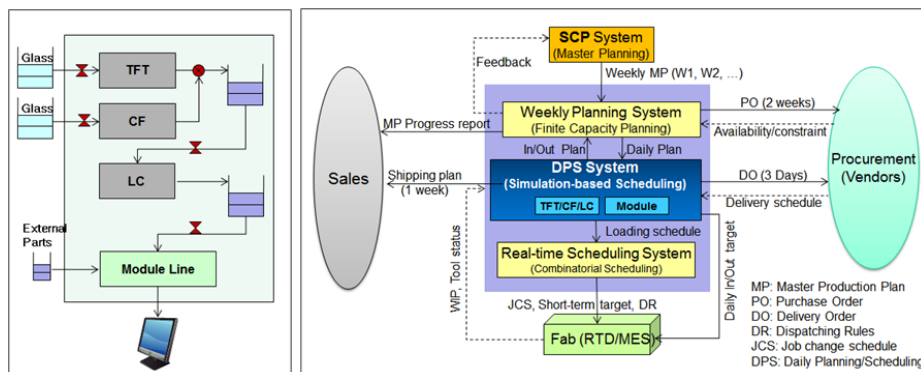 Glass
TFT
Glass
CF
LC
External
Parts
Module Line
SCP System
(Master Planning)
Feedback
Weekly MP (W1, W2, ...)
Weekly Planning System
(Finite Capacity Planning)
PO (2 weeks)
Availability/constraint
MP Progress report
In/Out Plan
Daily Plan
Sales
Shipping plan
(1 week)
DPS System
(Simulation-based Scheduling)
TFT/CF/LC
Module
DO (3 Days)
Delivery schedule
Procurement
(Vendors)
Loading schedule
Real-time Scheduling System
(Combinatorial Scheduling)
WIP, Tool status
Daily In/Out target
JCS, Short-term target, DR
Fab (RTD/MES)
MP: Master Production Plan
PO: Purchase Order
DO: Delivery Order
DR: Dispatching Rules
JCS: Job change schedule
DPS: Daily Planning/Scheduling